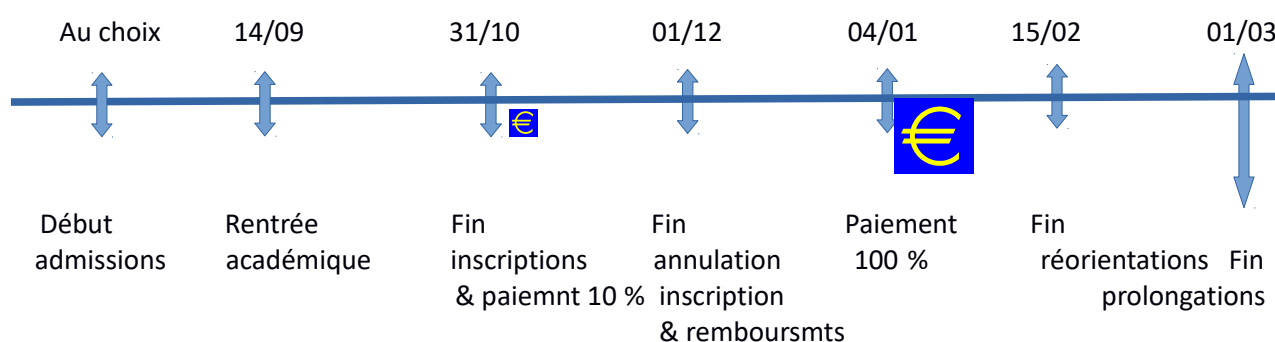 Au choix 14/09 31/10 01/12 04/01 15/02 01/03
€
€
Début Rentrée Fin Fin Paiement Fin
admissions académique inscriptions annulation 100 % réorientations Fin
& paiemnt 10 % inscription prolongations
& remboursmts